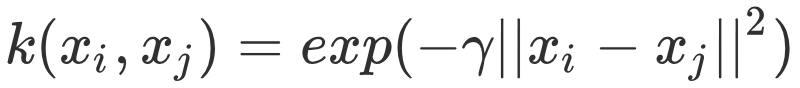 k(x_i, x_j) = exp(−γ||x_i − x_j||^2)